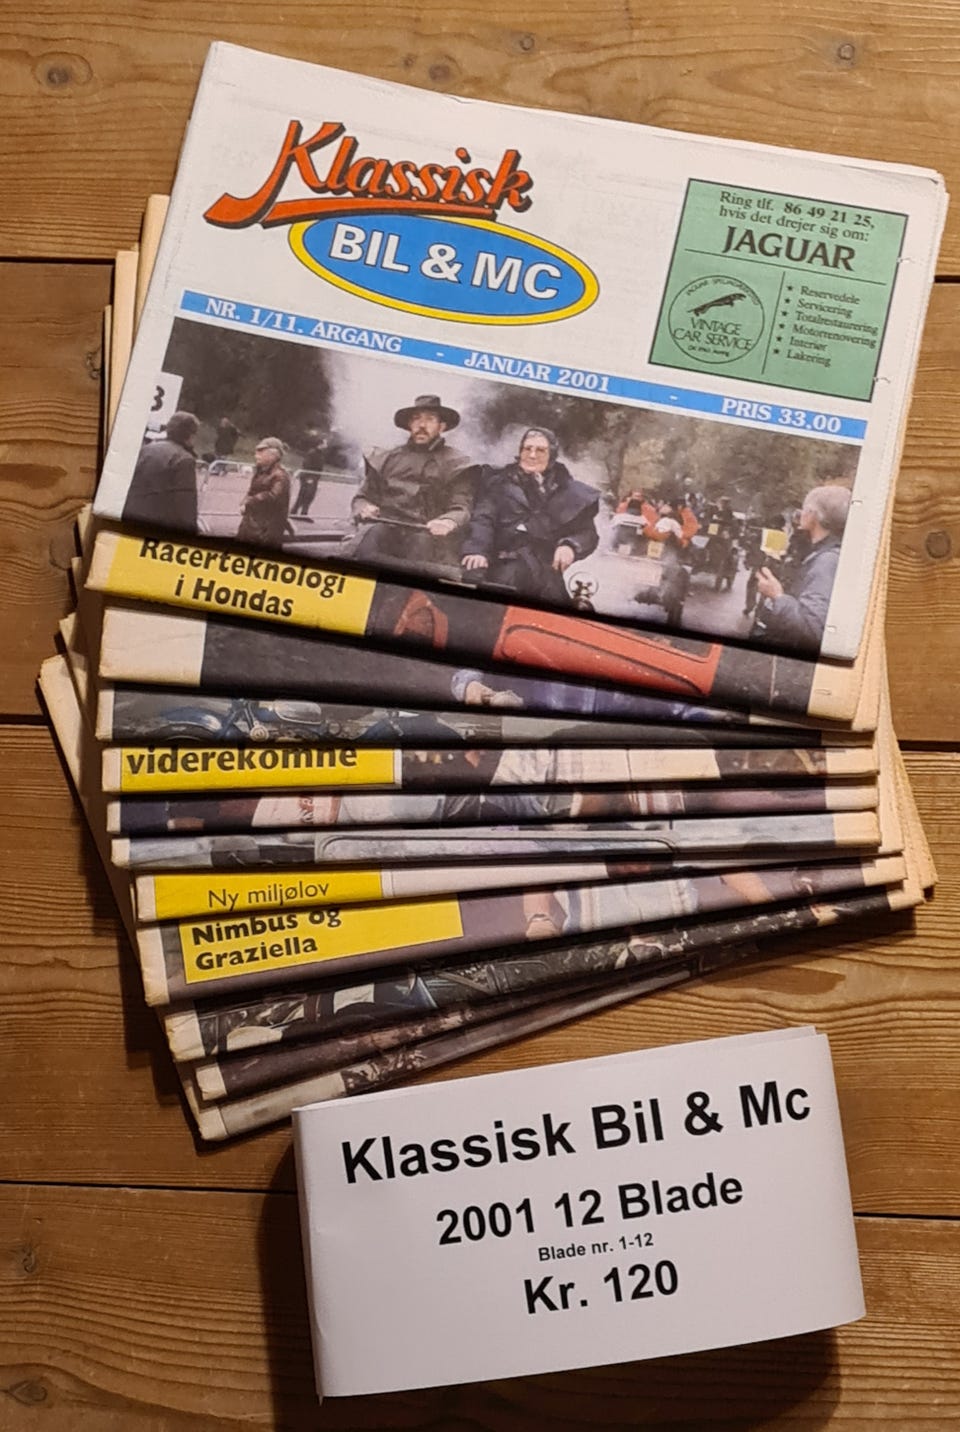 Klassisk
BIL & MC
Ring tlf. 86 49 21 25,
hvis det drejer sig om:
JAGUAR
VINTAGE
CAR SERVICE
★ Reservedele
★ Servicering
★ Totalrestaurering
★ Motorrenovering
★ Interiør
★ Lakering
NR. 1/11. ÅRGANG - JANUAR 2001 - PRIS 33.00
Racerteknologi
i Hondas
viderekomne
Ny miljølov
Nimbus og
Graziella
Klassisk Bil & Mc
2001 12 Blade
Blade nr. 1-12
Kr. 120